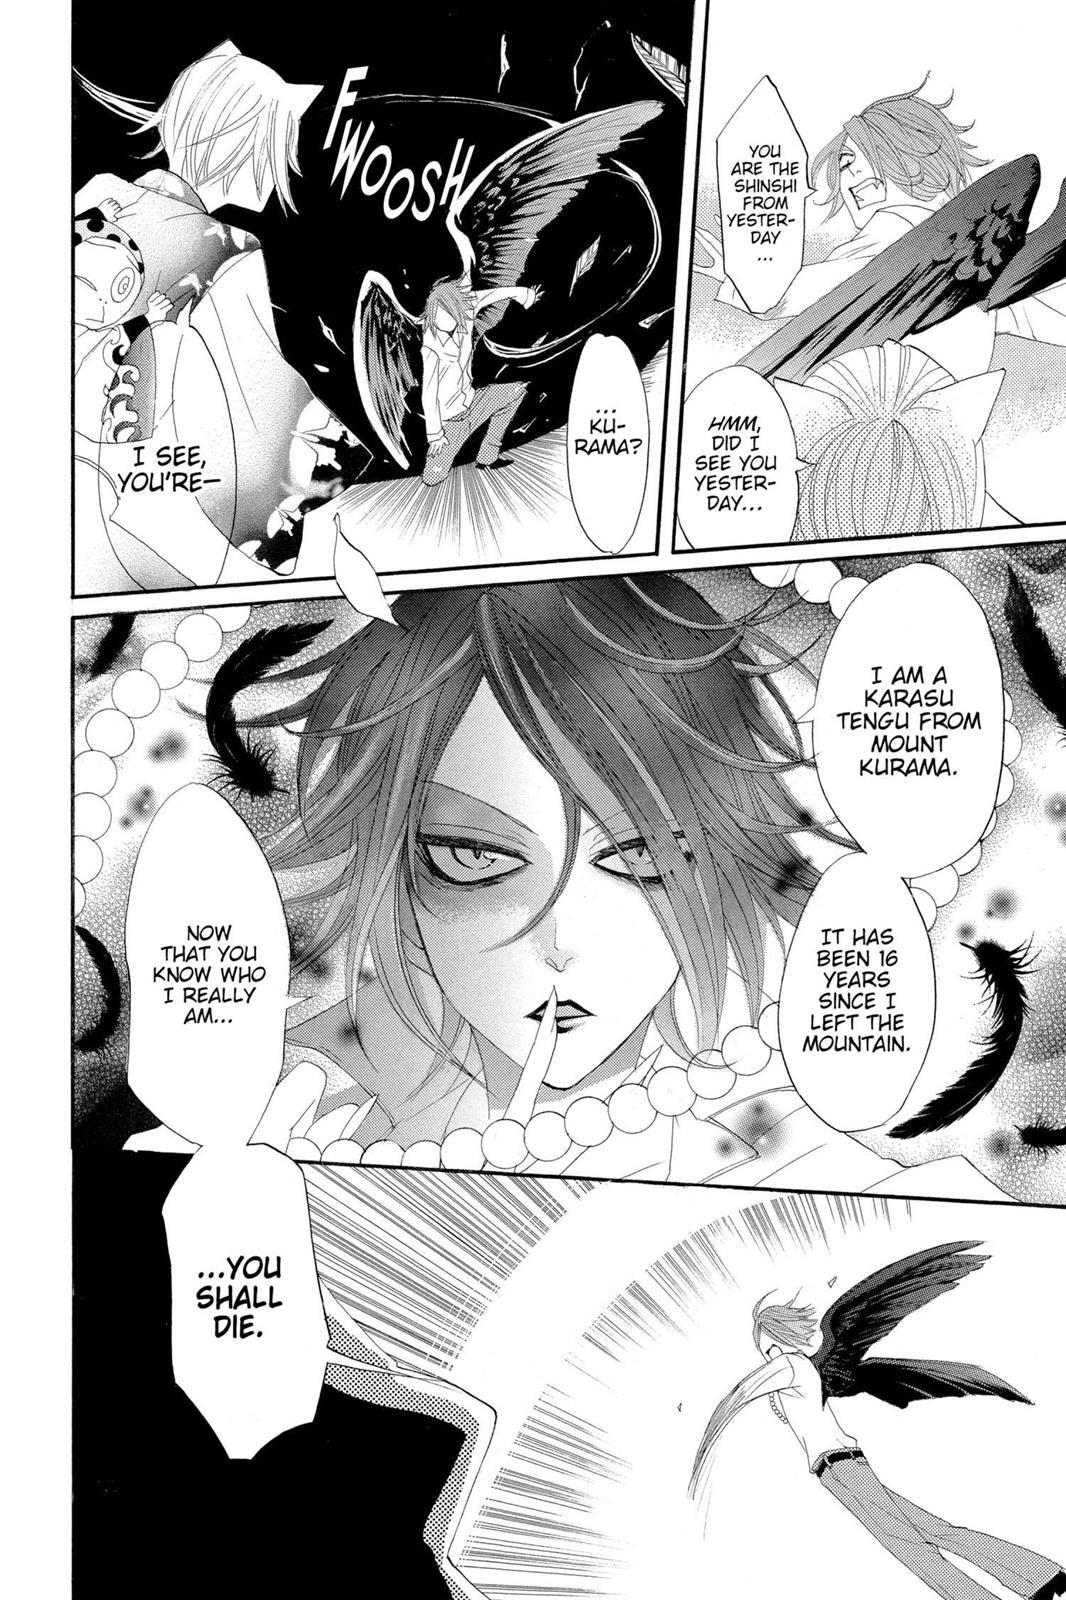 YOU
ARE THE
SHINSHI
FROM
YESTER-
DAY
...
HMM,
DID I
SEE YOU
YESTER-
DAY...
FWOOSH
...
KU-
RAMA?
I SEE,
YOU'RE–
I AM A
KARASU
TENGU FROM
MOUNT
KURAMA.
IT HAS
BEEN 16
YEARS
SINCE I
LEFT THE
MOUNTAIN.
NOW
THAT YOU
KNOW WHO
I REALLY
AM...
...YOU
SHALL
DIE.